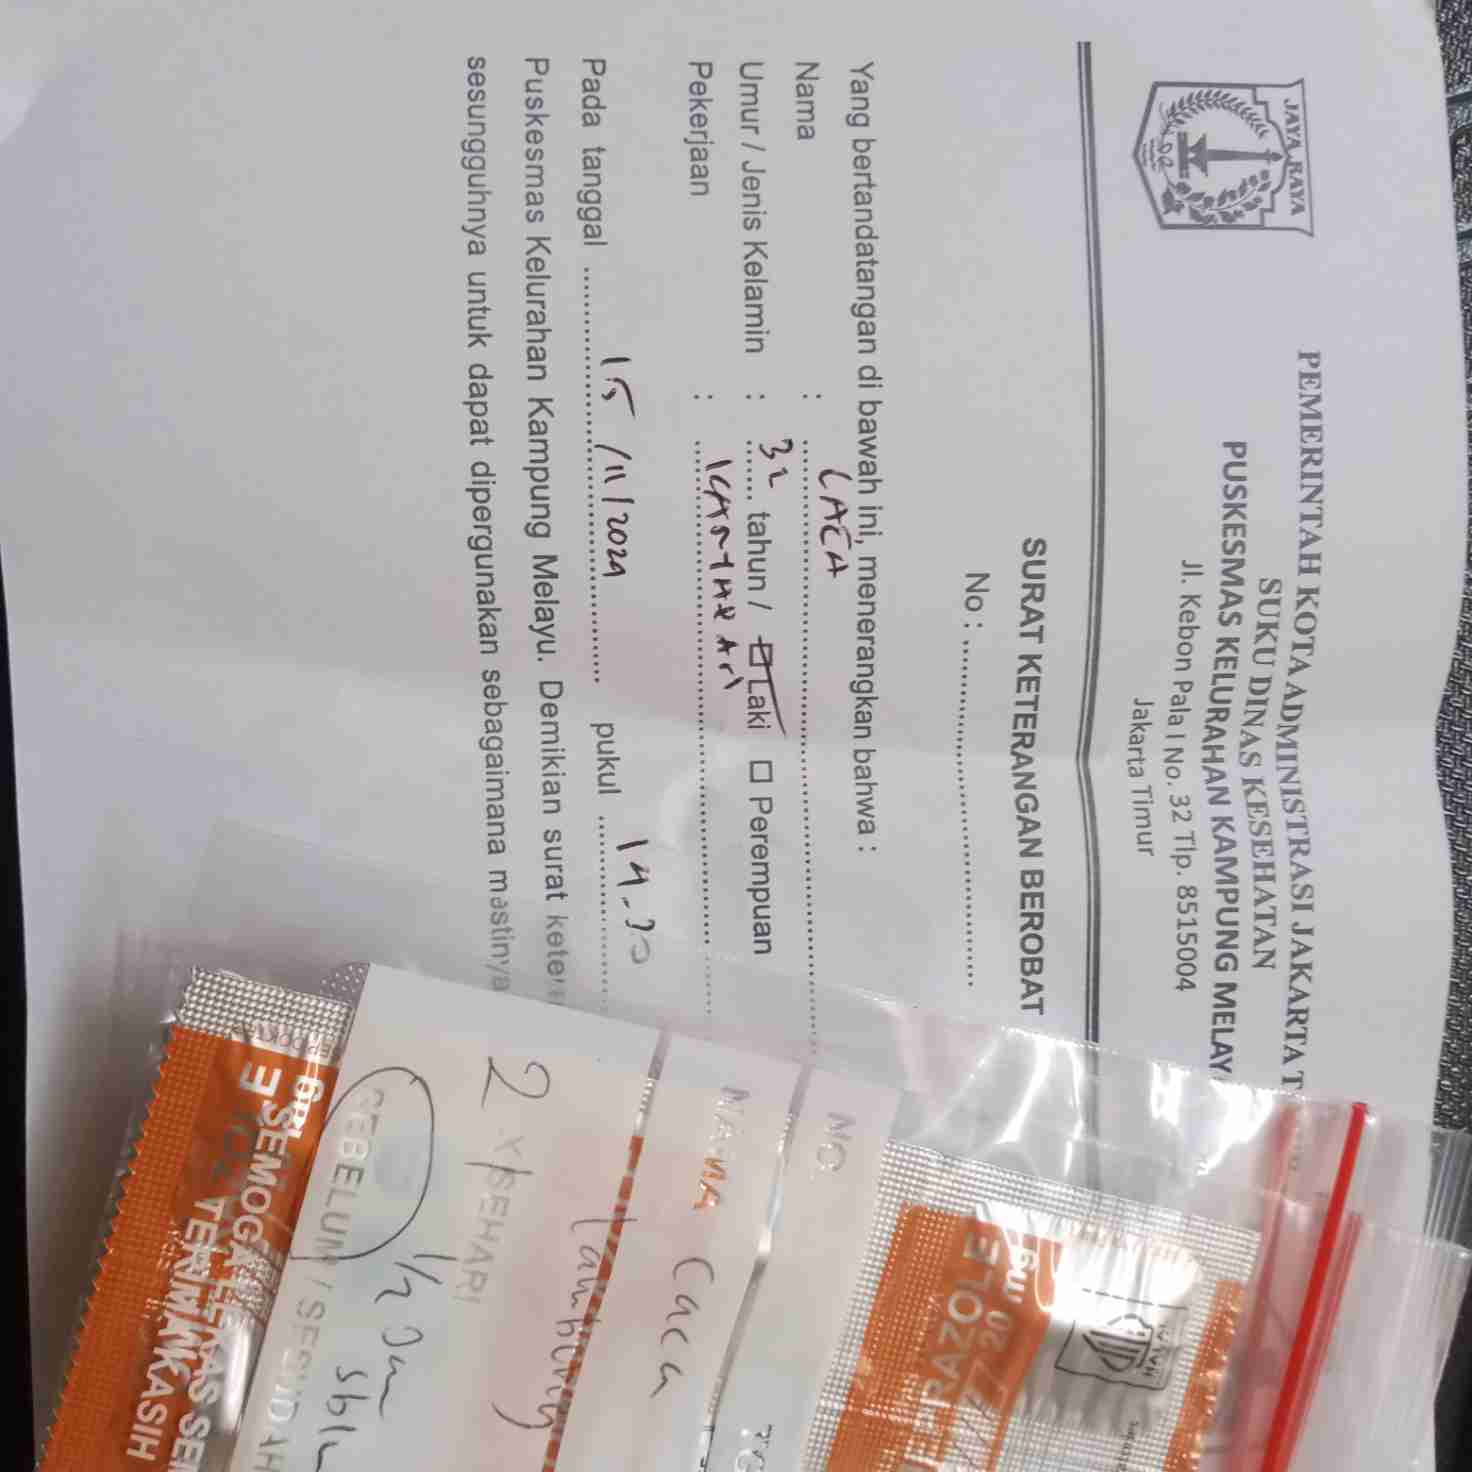 JAYA RAYA
PEMERINTAH KOTA ADMINISTRASI JAKARTA T
SUKU DINAS KESEHATAN
PUSKESMAS KELURAHAN KAMPUNG MELAY
Jl. Kebon Pala I No. 32 Tlp. 8515004
Jakarta Timur
SURAT KETERANGAN BEROBAT
No : ........................................
Yang bertandatangan di bawah ini, menerangkan bahwa :
Nama : CACA
Umur / Jenis Kelamin : 32 tahun / □ Laki □ Perempuan
Pekerjaan :
Pada tanggal 15/11/2024 pukul 14.30
Puskesmas Kelurahan Kampung Melayu. Demikian surat keter
sesungguhnya untuk dapat dipergunakan sebagaimana mastinya
NO
NAMA Caca
lambung
2 x/SEHARI
1/2 Jam sblm
SEBELUM / SESUDAH
EPRAZOLE
20 mg
SEMOGA LEKAS SE
TERIMAKASIH